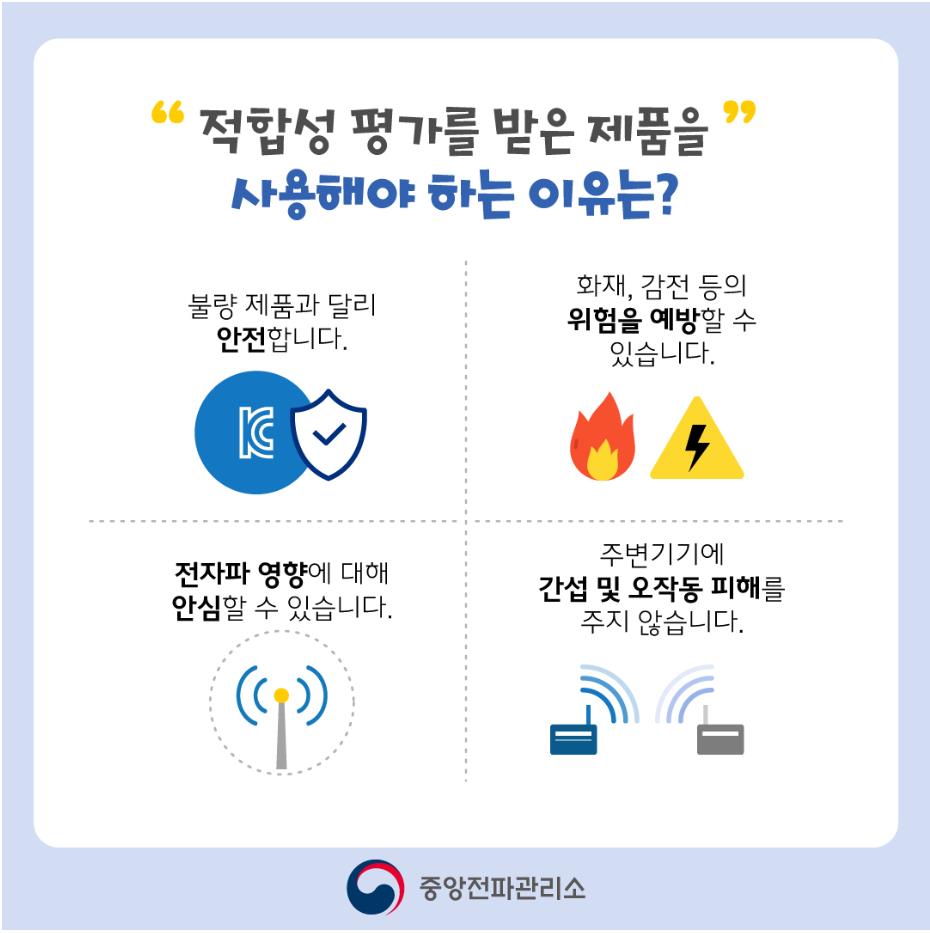 “ 적합성 평가를 받은 제품을 ”
사용해야 하는 이유는?
불량 제품과 달리
안전합니다.
KC
화재, 감전 등의
위험을 예방할 수
있습니다.
전자파 영향에 대해
안심할 수 있습니다.
주변기기에
간섭 및 오작동 피해를
주지 않습니다.
중앙전파관리소